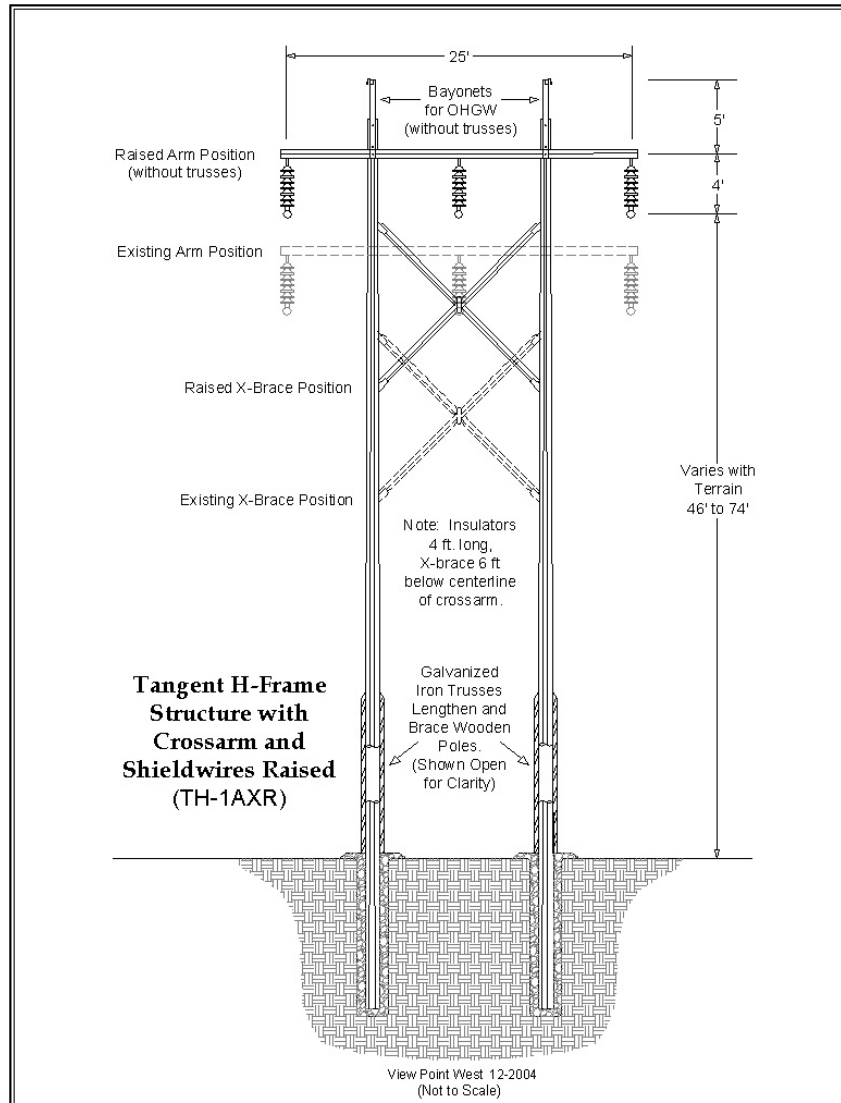 25'
Bayonets
for OHGW
(without trusses)
5'
Raised Arm Position
(without trusses)
4'
Existing Arm Position
Raised X-Brace Position
Varies with
Terrain
46' to 74'
Existing X-Brace Position
Note: Insulators
4 ft. long,
X-brace 6 ft
below centerline
of crossarm.
Tangent H-Frame
Structure with
Crossarm and
Shieldwires Raised
(TH-1AXR)
Galvanized
Iron Trusses
Lengthen and
Brace Wooden
Poles.
(Shown Open
for Clarity)
View Point West 12-2004
(Not to Scale)